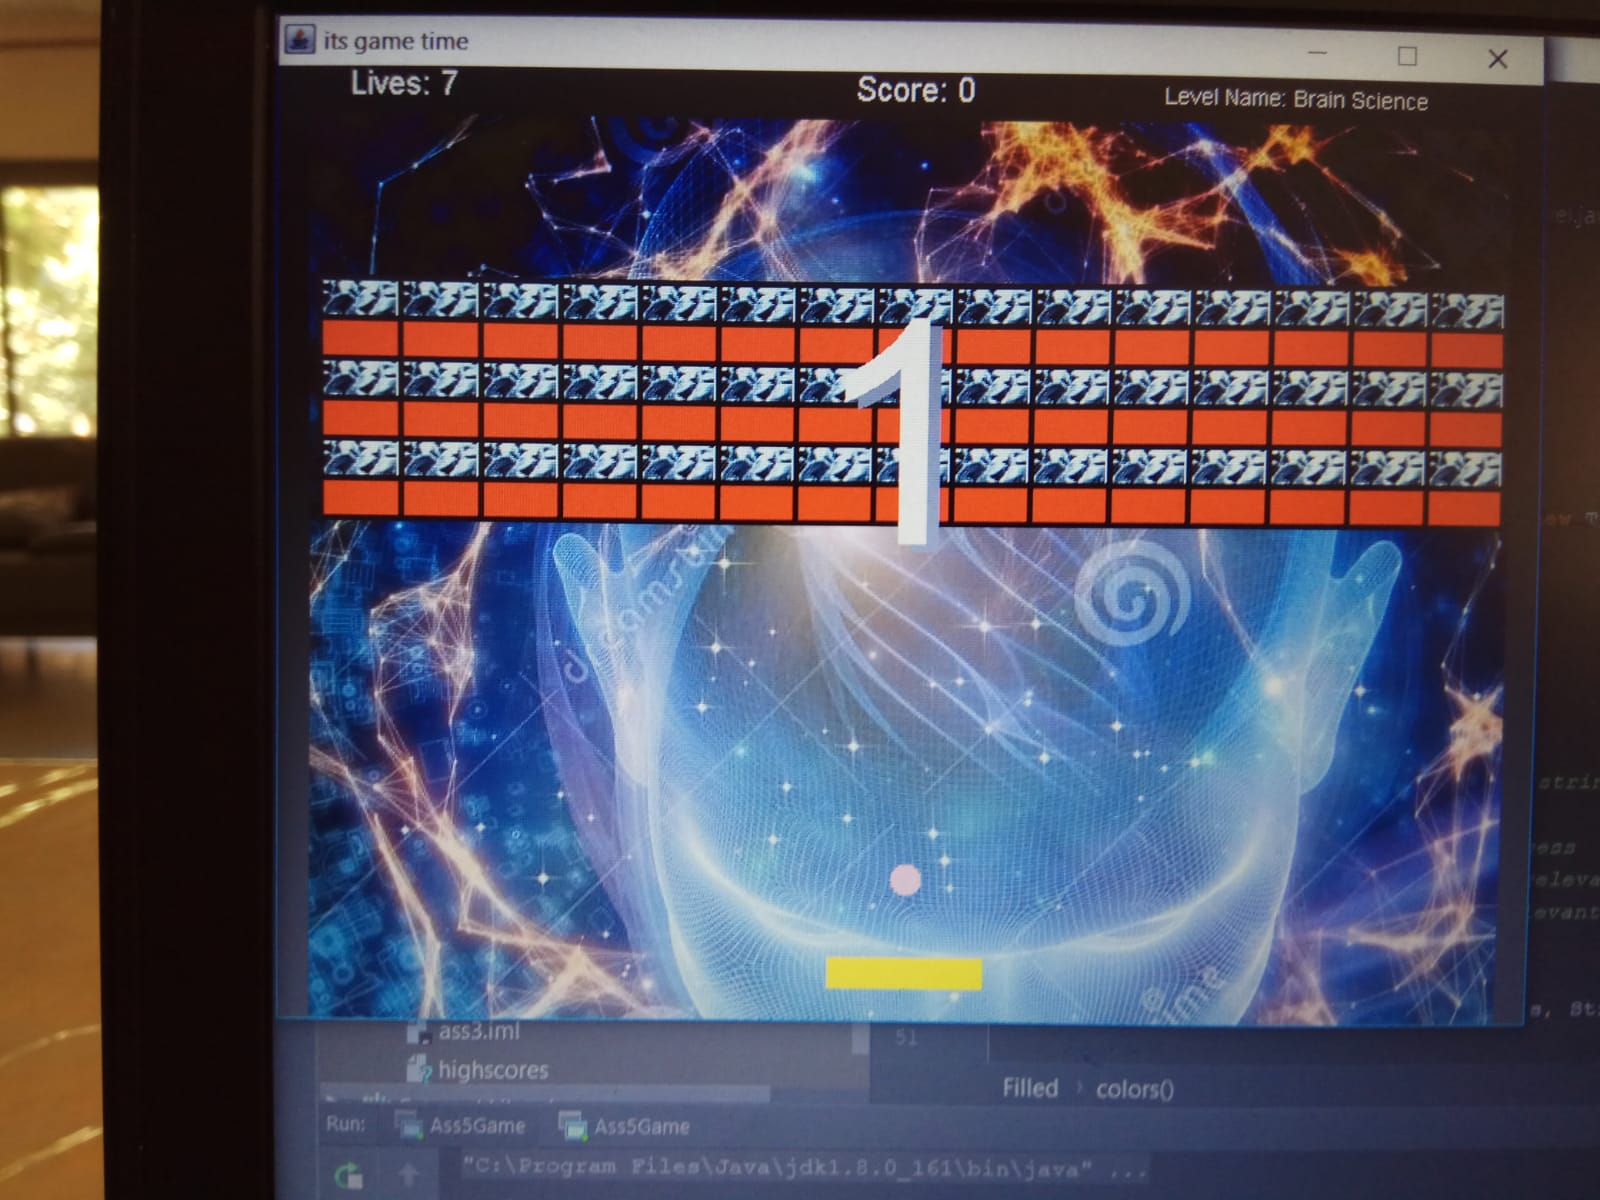 its game time
Lives: 7
Score: 0
Level Name: Brain Science
1
ass3.iml
highscores
51
Filled › colors()
Run: Ass5Game Ass5Game
"C:\Program Files\Java\jdk1.8.0_161\bin\java" ...